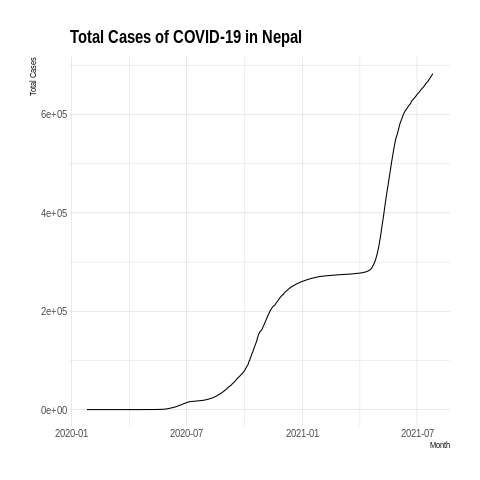 Total Cases of COVID-19 in Nepal
Total Cases
6e+05
4e+05
2e+05
0e+00
2020-01
2020-07
2021-01
2021-07
Month